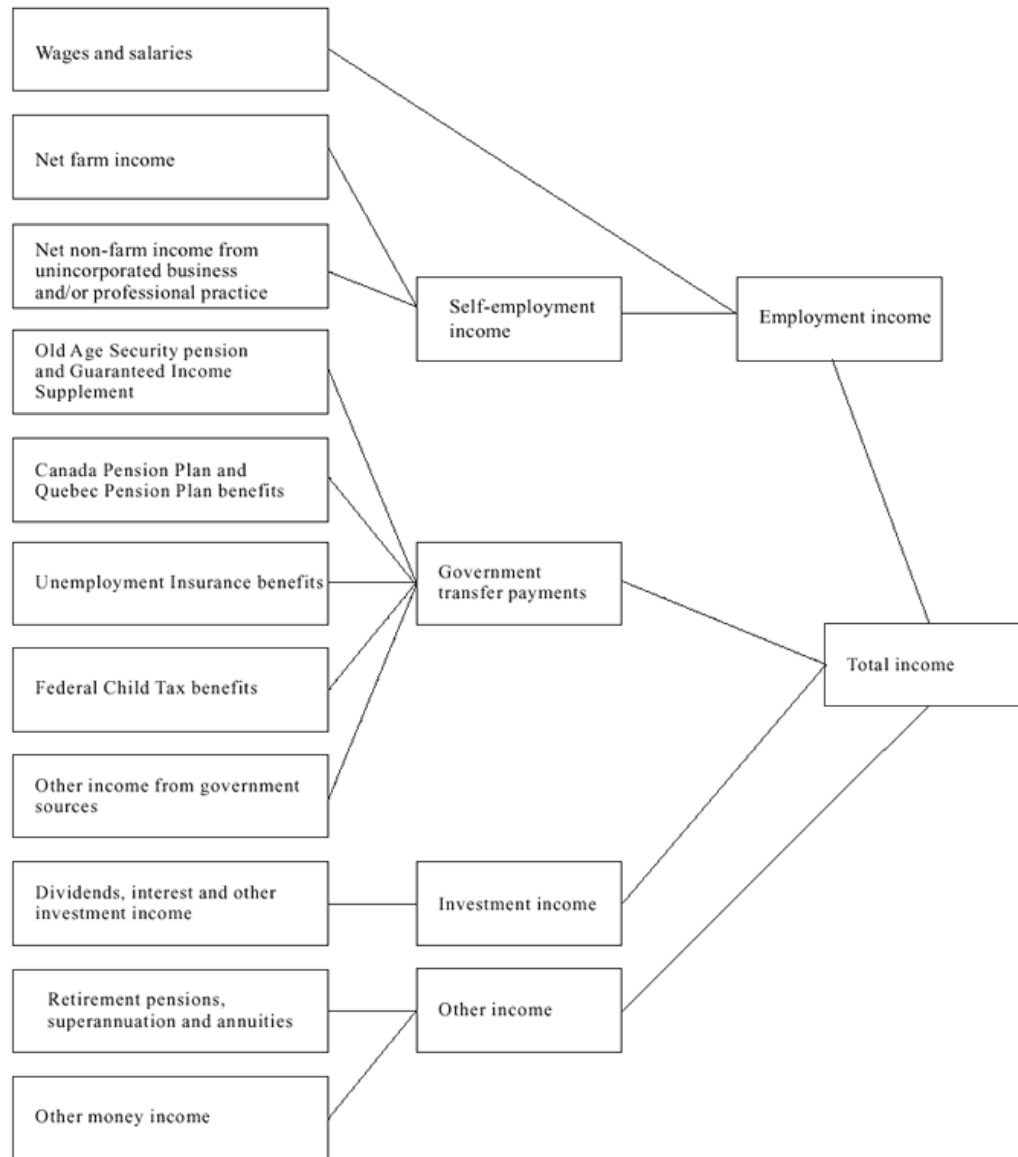 Wages and salaries
Net farm income
Net non-farm income from
unincorporated business
and/or professional practice
Self-employment
income
Employment income
Old Age Security pension
and Guaranteed Income
Supplement
Canada Pension Plan and
Quebec Pension Plan benefits
Unemployment Insurance benefits
Government
transfer payments
Total income
Federal Child Tax benefits
Other income from government
sources
Dividends, interest and other
investment income
Investment income
Retirement pensions,
superannuation and annuities
Other income
Other money income